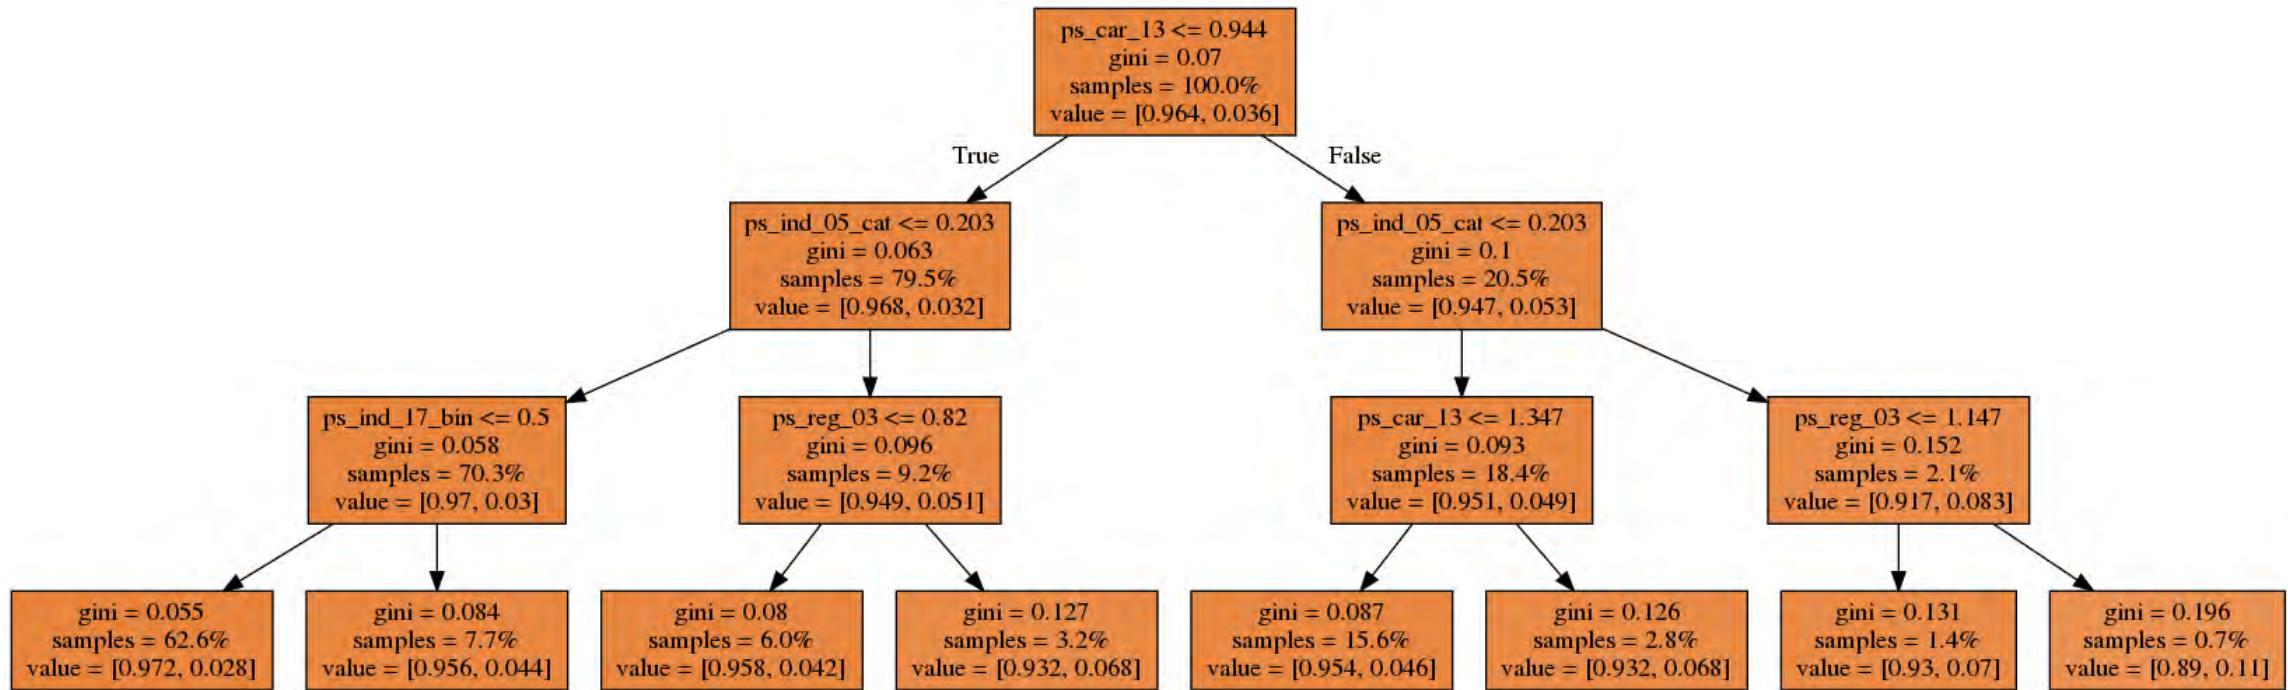 ps_car_13 <= 0.944
gini = 0.07
samples = 100.0%
value = [0.964, 0.036]
True
False
ps_ind_05_cat <= 0.203
gini = 0.063
samples = 79.5%
value = [0.968, 0.032]
ps_ind_05_cat <= 0.203
gini = 0.1
samples = 20.5%
value = [0.947, 0.053]
ps_ind_17_bin <= 0.5
gini = 0.058
samples = 70.3%
value = [0.97, 0.03]
ps_reg_03 <= 0.82
gini = 0.096
samples = 9.2%
value = [0.949, 0.051]
ps_car_13 <= 1.347
gini = 0.093
samples = 18.4%
value = [0.951, 0.049]
ps_reg_03 <= 1.147
gini = 0.152
samples = 2.1%
value = [0.917, 0.083]
gini = 0.055
samples = 62.6%
value = [0.972, 0.028]
gini = 0.084
samples = 7.7%
value = [0.956, 0.044]
gini = 0.08
samples = 6.0%
value = [0.958, 0.042]
gini = 0.127
samples = 3.2%
value = [0.932, 0.068]
gini = 0.087
samples = 15.6%
value = [0.954, 0.046]
gini = 0.126
samples = 2.8%
value = [0.932, 0.068]
gini = 0.131
samples = 1.4%
value = [0.93, 0.07]
gini = 0.196
samples = 0.7%
value = [0.89, 0.11]